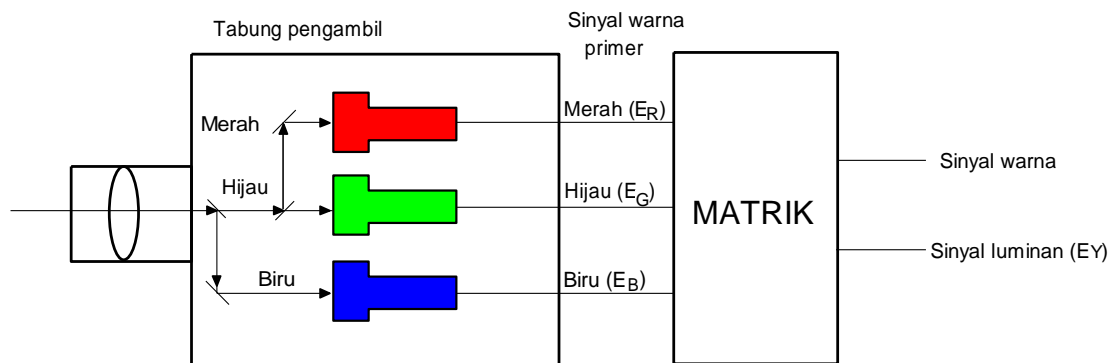 Tabung pengambil
Sinyal warna
primer
Merah
Merah (ER)
Hijau
Hijau (EG)
MATRIK
Biru
Biru (EB)
Sinyal warna
Sinyal luminan (EY)